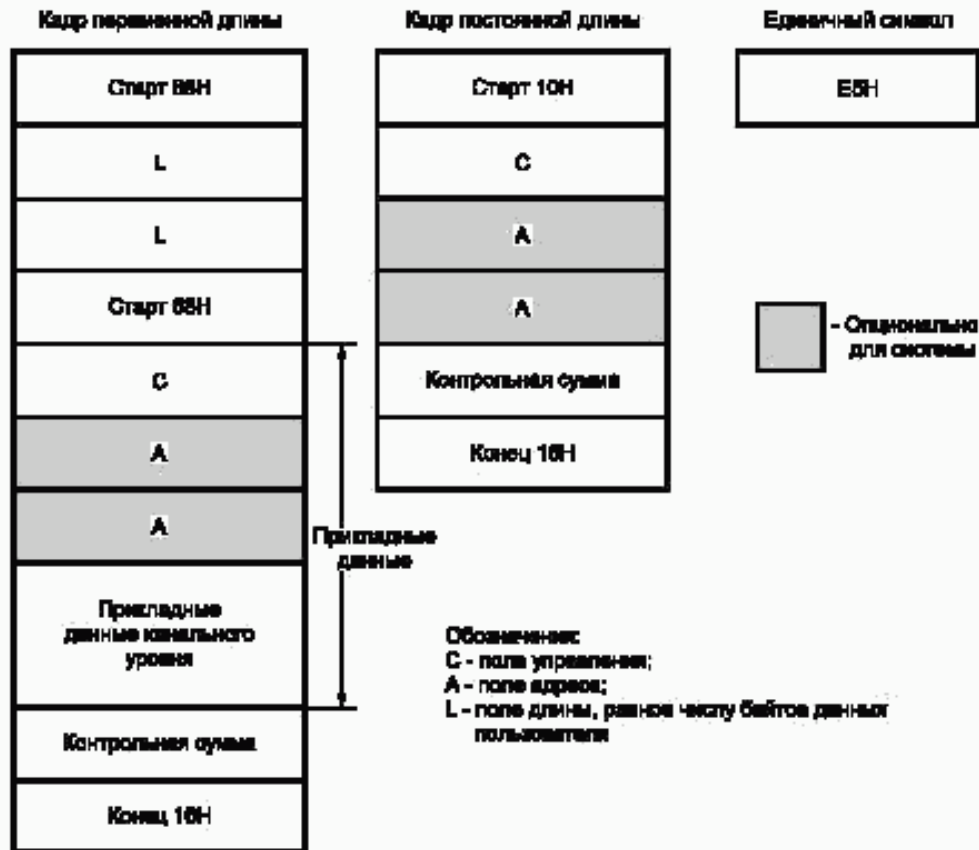 Кадр переменной длины
Старт 68H
L
L
Старт 68H
C
A
A
Прикладные
данные канального
уровня
Контрольная сумма
Конец 16H
Прикладные
данные
Кадр постоянной длины
Старт 10H
C
A
A
Контрольная сумма
Конец 16H
Единичный символ
E5H
- Опционально
для системы
Обозначения:
C - поле управления;
A - поле адреса;
L - поле длины, равное числу байтов данных
пользователя